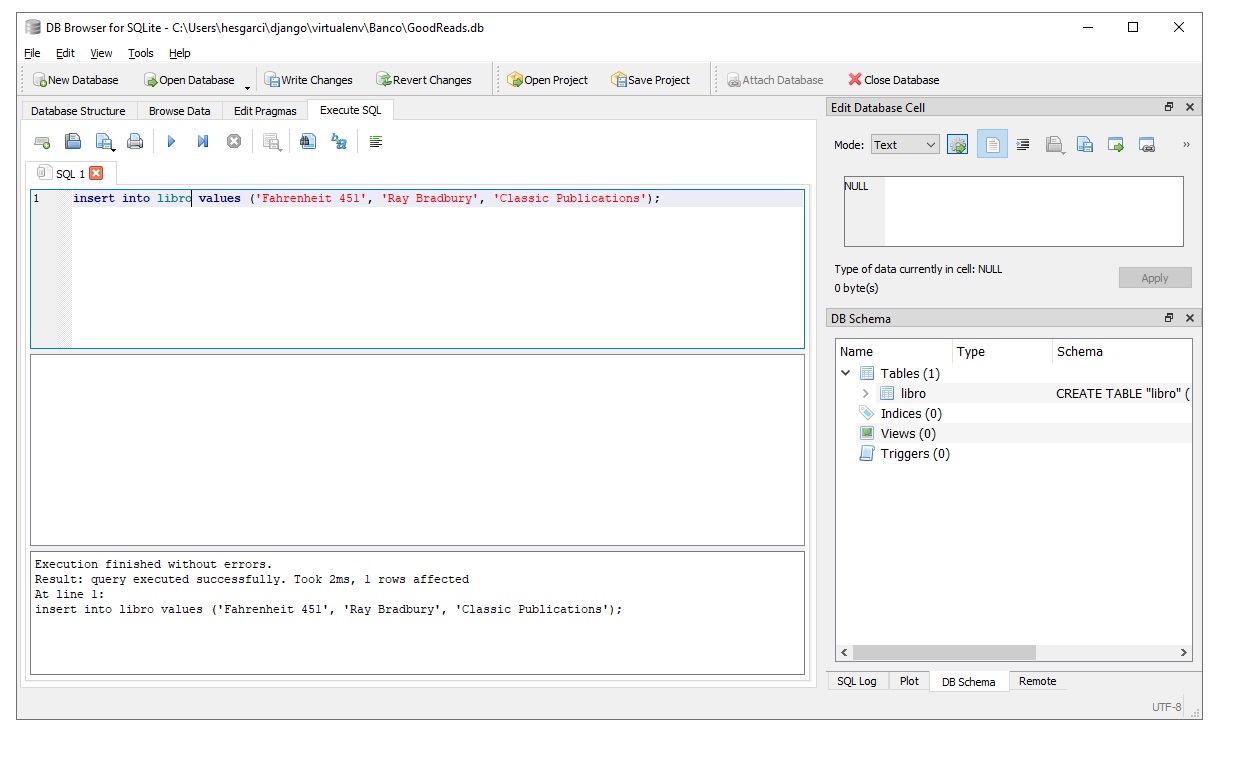 DB Browser for SQLite - C:\Users\hesgarci\django\virtualenv\Banco\GoodReads.db
File Edit View Tools Help
New Database Open Database Write Changes Revert Changes Open Project Save Project Attach Database Close Database
Database Structure Browse Data Edit Pragmas Execute SQL
SQL 1
1 insert into libro values ('Fahrenheit 451', 'Ray Bradbury', 'Classic Publications');
Execution finished without errors.
Result: query executed successfully. Took 2ms, 1 rows affected
At line 1:
insert into libro values ('Fahrenheit 451', 'Ray Bradbury', 'Classic Publications');
Edit Database Cell
Mode: Text
NULL
Type of data currently in cell: NULL
0 byte(s)
Apply
DB Schema
Name Type Schema
Tables (1)
libro CREATE TABLE "libro" (
Indices (0)
Views (0)
Triggers (0)
SQL Log Plot DB Schema Remote
UTF-8